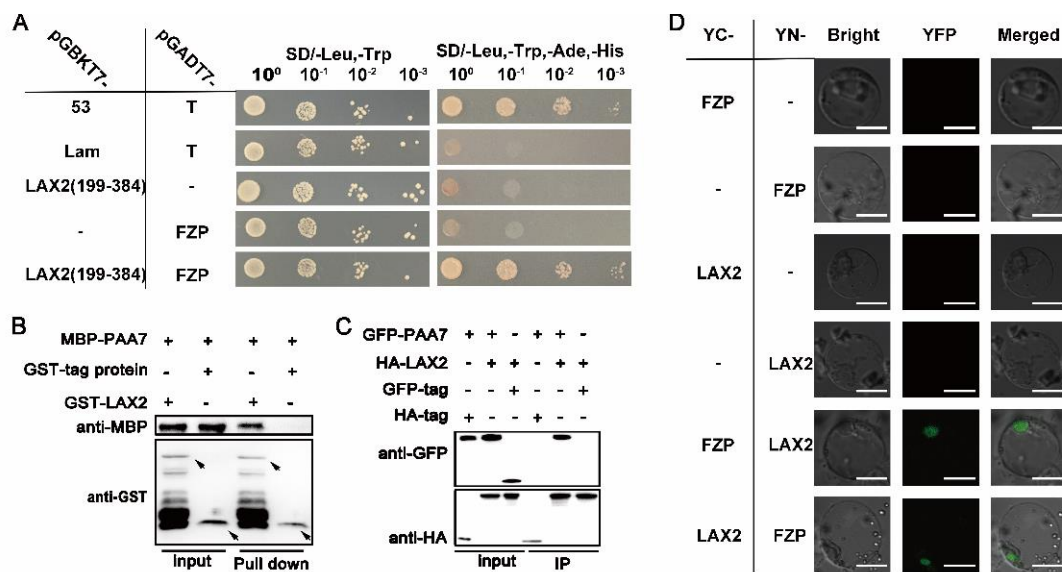 A
pGBKT7-
pGADT7-
SD/-Leu,-Trp
SD/-Leu,-Trp,-Ade,-His
10⁰ 10⁻¹ 10⁻² 10⁻³ 10⁰ 10⁻¹ 10⁻² 10⁻³
53 T
Lam T
LAX2(199-384) -
- FZP
LAX2(199-384) FZP
B
MBP-PAA7 + + + +
GST-tag protein - + - +
GST-LAX2 + - + -
anti-MBP
anti-GST
input Pull down
C
GFP-PAA7 + + - + + -
HA-LAX2 - + + - + +
GFP-tag - - + - - +
HA-tag + - - + - -
anti-GFP
anti-HA
input IP
D
YC- YN- Bright YFP Merged
FZP -
- FZP
LAX2 -
- LAX2
FZP LAX2
LAX2 FZP